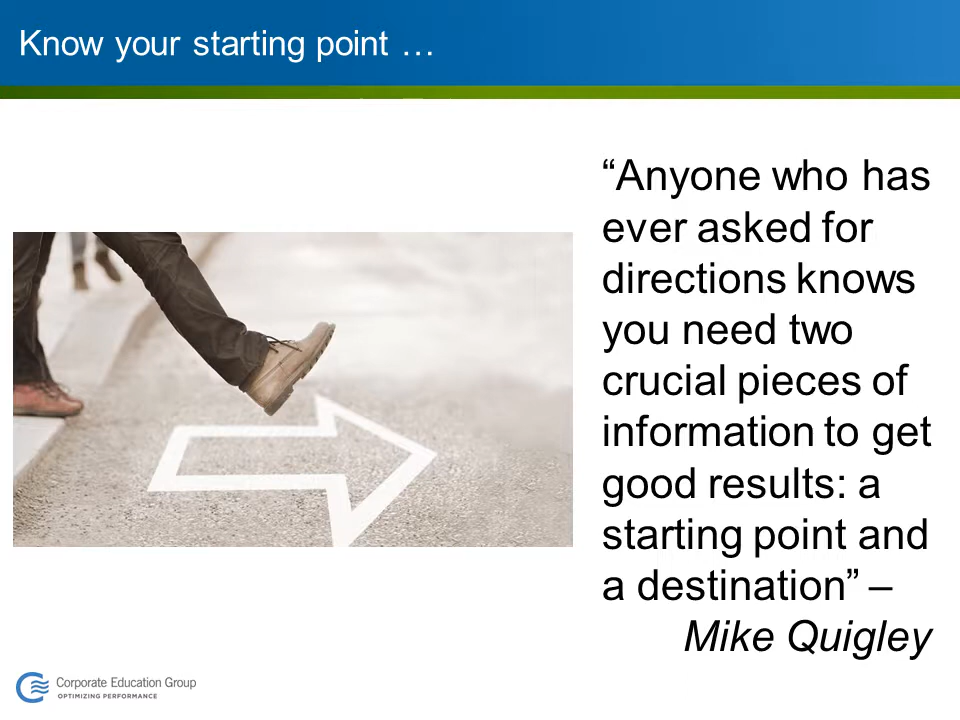 Know your starting point …
“Anyone who has
ever asked for
directions knows
you need two
crucial pieces of
information to get
good results: a
starting point and
a destination” –
Mike Quigley
Corporate Education Group
OPTIMIZING PERFORMANCE